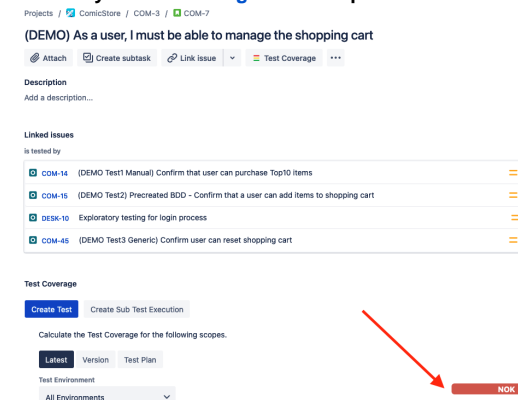 Projects / ComicStore / COM-3 / COM-7
(DEMO) As a user, I must be able to manage the shopping cart
Attach Create subtask Link issue Test Coverage ...
Description
Add a description...
Linked issues
is tested by
COM-14 (DEMO Test1 Manual) Confirm that user can purchase Top10 items
COM-15 (DEMO Test2) Precreated BDD - Confirm that a user can add items to shopping cart
DESK-10 Exploratory testing for login process
COM-45 (DEMO Test3 Generic) Confirm user can reset shopping cart
Test Coverage
Create Test Create Sub Test Execution
Calculate the Test Coverage for the following scopes.
Latest Version Test Plan
Test Environment
All Environments
NOK